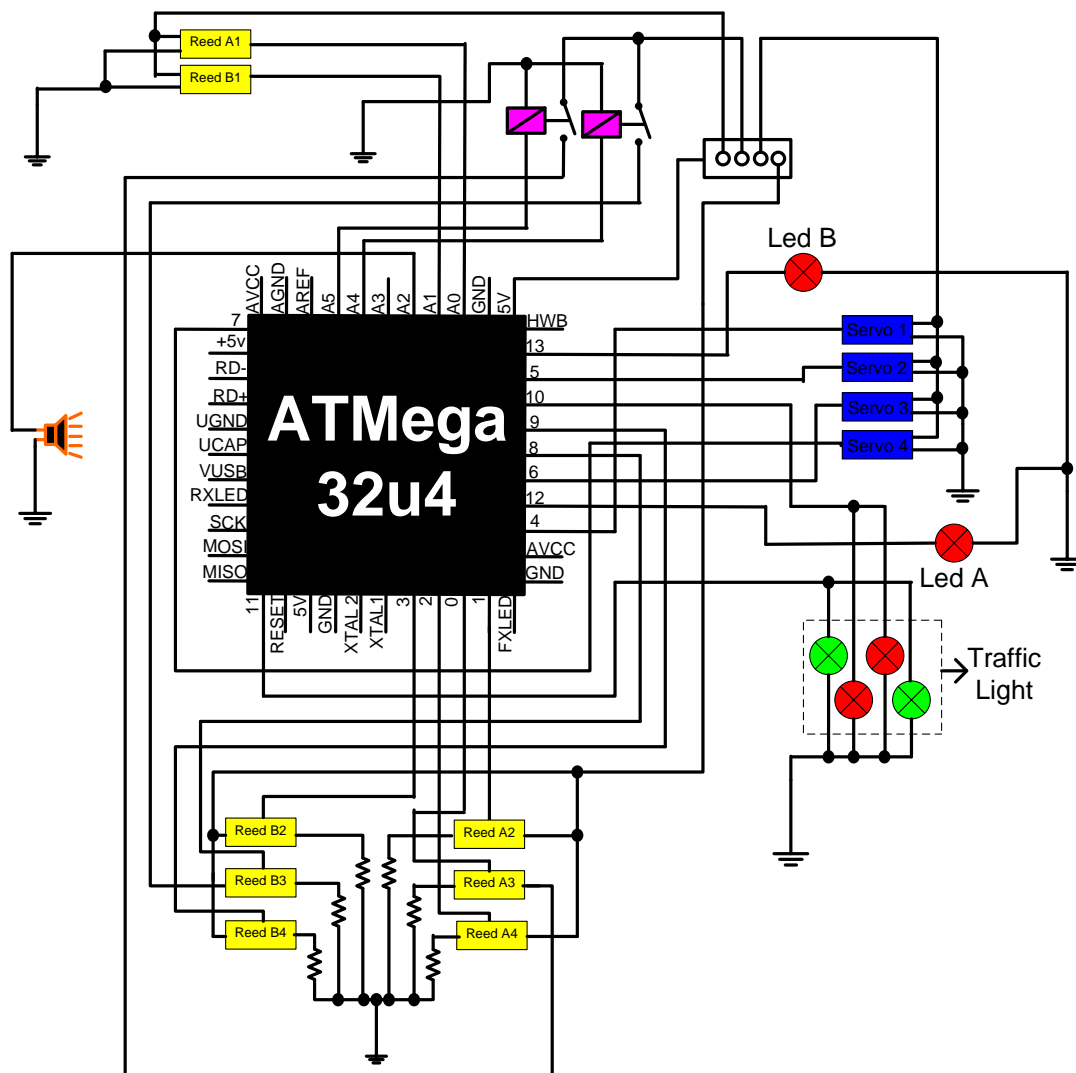 Reed A1
Reed B1
Led B
AVCC
AGND
AREF
A5
A4
A3
A2
A1
A0
GND
5V
7
+5v
RD-
RD+
UGND
UCAP
VUSB
RXLED
SCK
MOSI
MISO
ATMega
32u4
HWB
13
5
10
9
8
6
12
4
AVCC
GND
Servo 1
Servo 2
Servo 3
Servo 4
Led A
11
RESET
5V
GND
XTAL 2
XTAL1
3
2
0
1
FXLED
Traffic
Light
Reed B2
Reed A2
Reed B3
Reed A3
Reed B4
Reed A4